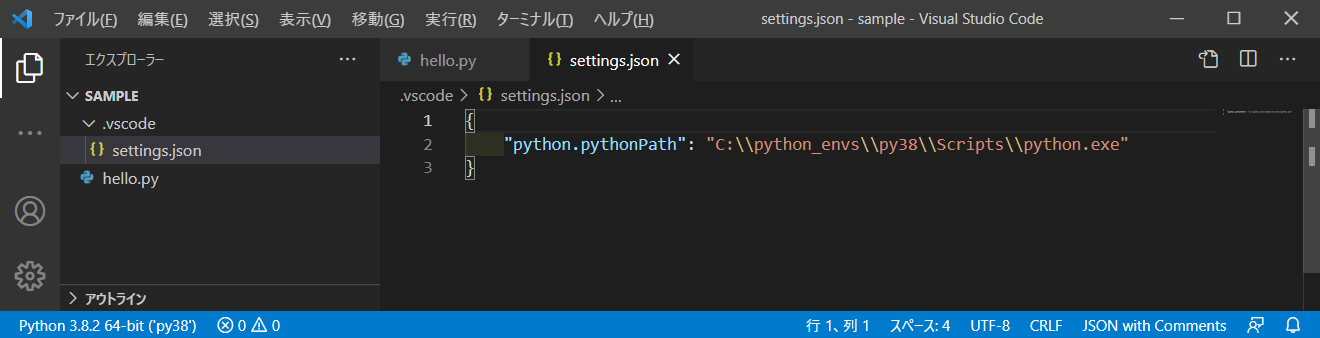 ファイル(F) 編集(E) 選択(S) 表示(V) 移動(G) 実行(R) ターミナル(T) ヘルプ(H) settings.json - sample - Visual Studio Code
エクスプローラー ···
SAMPLE
.vscode
{} settings.json
hello.py
アウトライン
hello.py {} settings.json
.vscode > {} settings.json > ...
1 {
2 "python.pythonPath": "C:\\python_envs\\py38\\Scripts\\python.exe"
3 }
Python 3.8.2 64-bit ('py38') 0 0 行 1、列 1 スペース: 4 UTF-8 CRLF JSON with Comments